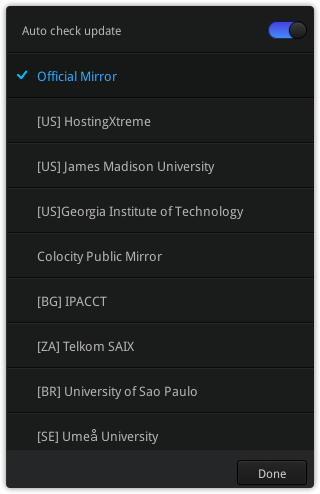 Auto check update
Official Mirror
[US] HostingXtreme
[US] James Madison University
[US]Georgia Institute of Technology
Colocity Public Mirror
[BG] IPACCT
[ZA] Telkom SAIX
[BR] University of Sao Paulo
[SE] Umeå University
Done